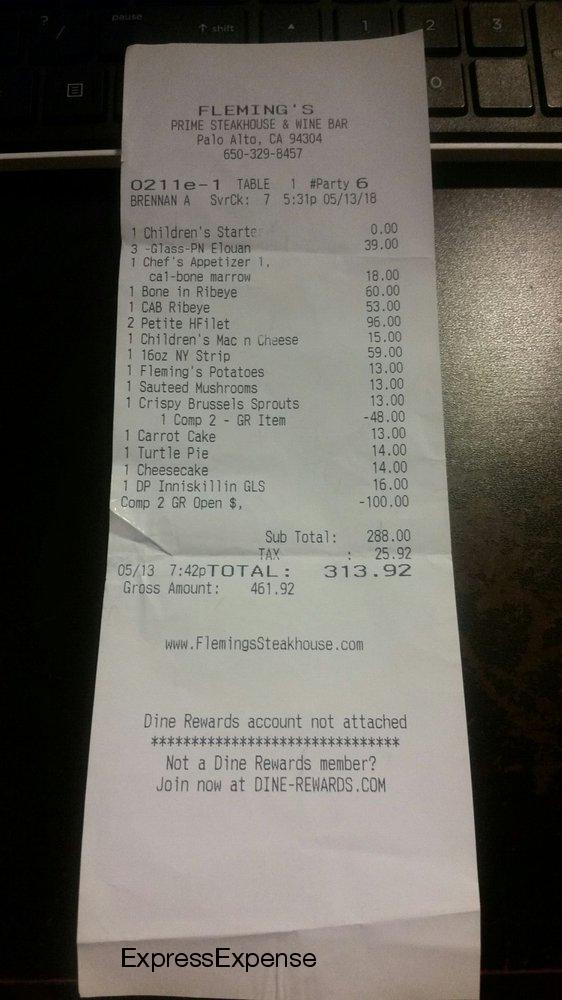 pause
? /
↑ shift
1
2
3
0
FLEMING'S
PRIME STEAKHOUSE & WINE BAR
Palo Alto, CA 94304
650-329-8457
0211e-1 TABLE 1 #Party 6
BRENNAN A SvrCk: 7 5:31p 05/13/18
1 Children's Starte 0.00
3 -Glass-PN Elouan 39.00
1 Chef's Appetizer 1,
cal-bone marrow 18.00
1 Bone in Ribeye 60.00
1 CAB Ribeye 53.00
2 Petite HFilet 96.00
1 Children's Mac n Cheese 15.00
1 16oz NY Strip 59.00
1 Fleming's Potatoes 13.00
1 Sauteed Mushrooms 13.00
1 Crispy Brussels Sprouts 13.00
1 Comp 2 - GR Item -48.00
1 Carrot Cake 13.00
1 Turtle Pie 14.00
1 Cheesecake 14.00
1 DP Inniskillin GLS 16.00
Comp 2 GR Open $, -100.00
Sub Total: 288.00
TAX : 25.92
05/13 7:42pTOTAL: 313.92
Gross Amount: 461.92
www.FlemingsSteakhouse.com
Dine Rewards account not attached
*******************************
Not a Dine Rewards member?
Join now at DINE-REWARDS.COM
ExpressExpense